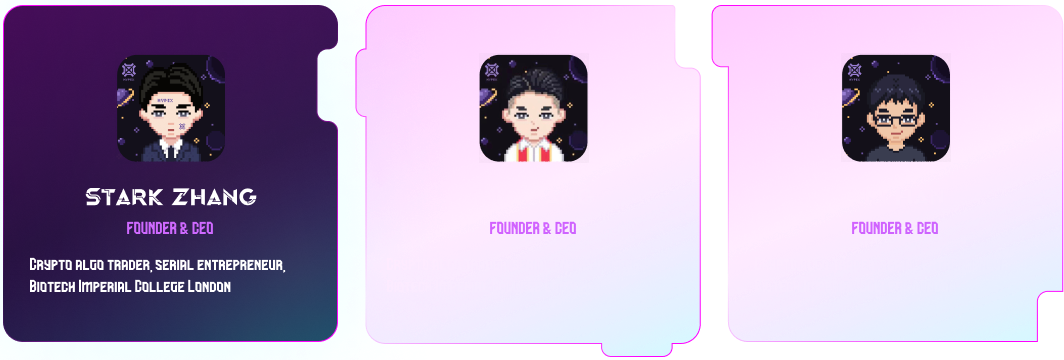 STARK ZHANG
FOUNDER & CEO
CRYPTO ALGO TRADER, SERIAL ENTREPRENEUR,
BIOTECH IMPERIAL COLLEGE LONDON
FOUNDER & CEO
FOUNDER & CEO